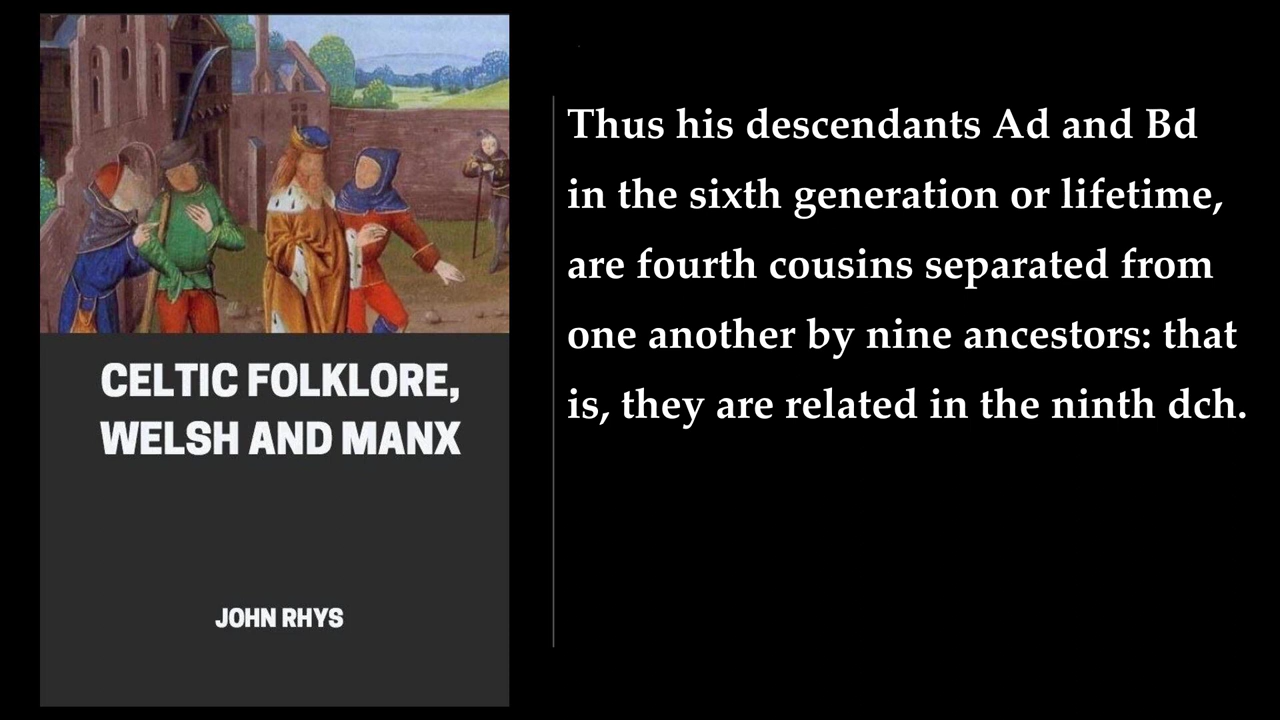 CELTIC FOLKLORE,
WELSH AND MANX
JOHN RHYS
Thus his descendants Ad and Bd
in the sixth generation or lifetime,
are fourth cousins separated from
one another by nine ancestors: that
is, they are related in the ninth dch.